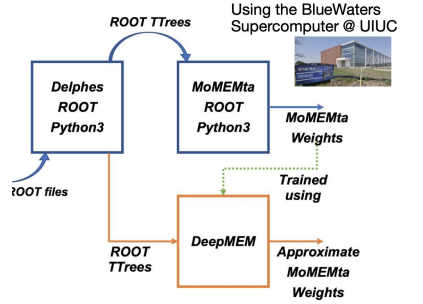 Using the BlueWaters
Supercomputer @ UIUC
ROOT TTrees
Delphes
ROOT
Python3
MoMEMta
ROOT
Python3
MoMEMta
Weights
ROOT files
Trained
using
DeepMEM
ROOT
TTrees
Approximate
MoMEMta
Weights